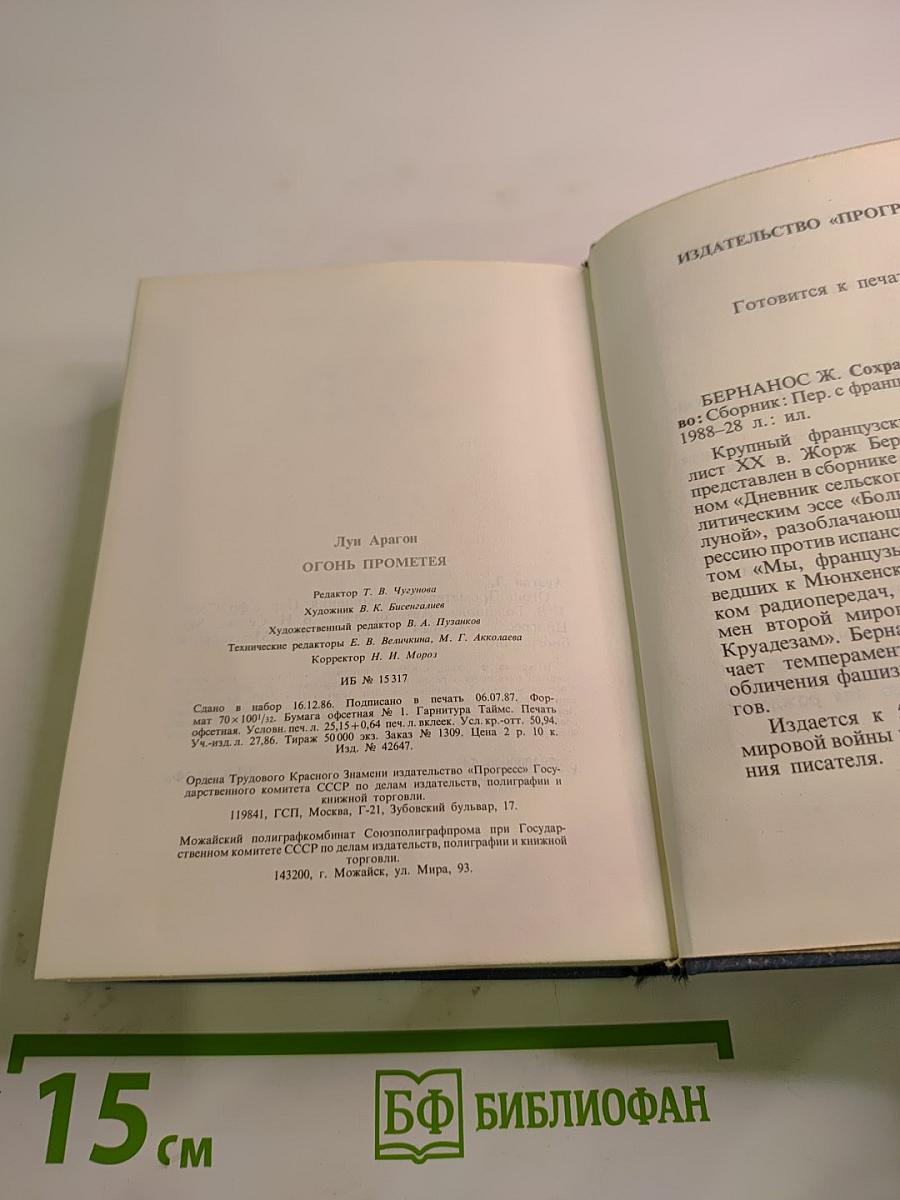 Луи Арагон
ОГОНЬ ПРОМЕТЕЯ
Редактор Т. В. Чугунова
Художник В. К. Бисенгалиев
Художественный редактор В. А. Пузанков
Технические редакторы Е. В. Величкина, М. Г. Акколаева
Корректор Н. И. Мороз
ИБ № 15317
Сдано в набор 16.12.86. Подписано в печать 06.07.87. Фор-
мат 70×100¹/₃₂. Бумага офсетная № 1. Гарнитура Таймс. Печать
офсетная. Условн. печ. л. 25,15+0,64 печ. л. вклеек. Усл. кр.-отт. 50,94.
Уч.-изд. л. 27,86. Тираж 50 000 экз. Заказ № 1309. Цена 2 р. 10 к.
Изд. № 42647.
Ордена Трудового Красного Знамени издательство «Прогресс» Госу-
дарственного комитета СССР по делам издательств, полиграфии и
книжной торговли.
119841, ГСП, Москва, Г-21, Зубовский бульвар, 17.
Можайский полиграфкомбинат Союзполиграфпрома при Государ-
ственном комитете СССР по делам издательств, полиграфии и книжной
торговли.
143200, г. Можайск, ул. Мира, 93.
ИЗДАТЕЛЬСТВО «ПРОГР
Готовится к печат
БЕРНАНОС Ж. Сохра
во: Сборник: Пер. с франц
1988–28 л.: ил.
Крупный французски
лист XX в. Жорж Бер
представлен в сборнике
ном «Дневник сельског
литическим эссе «Боль
луной», разоблачающ
рессию против испанс
том «Мы, французы
ведших к Мюнхенск
ком радиопередач,
мен второй миров
Круадезам». Берна
чает темперамент
обличения фашиз
гов.
Издается к
мировой войны
ния писателя.
15 см
БФ БИБЛИОФАН